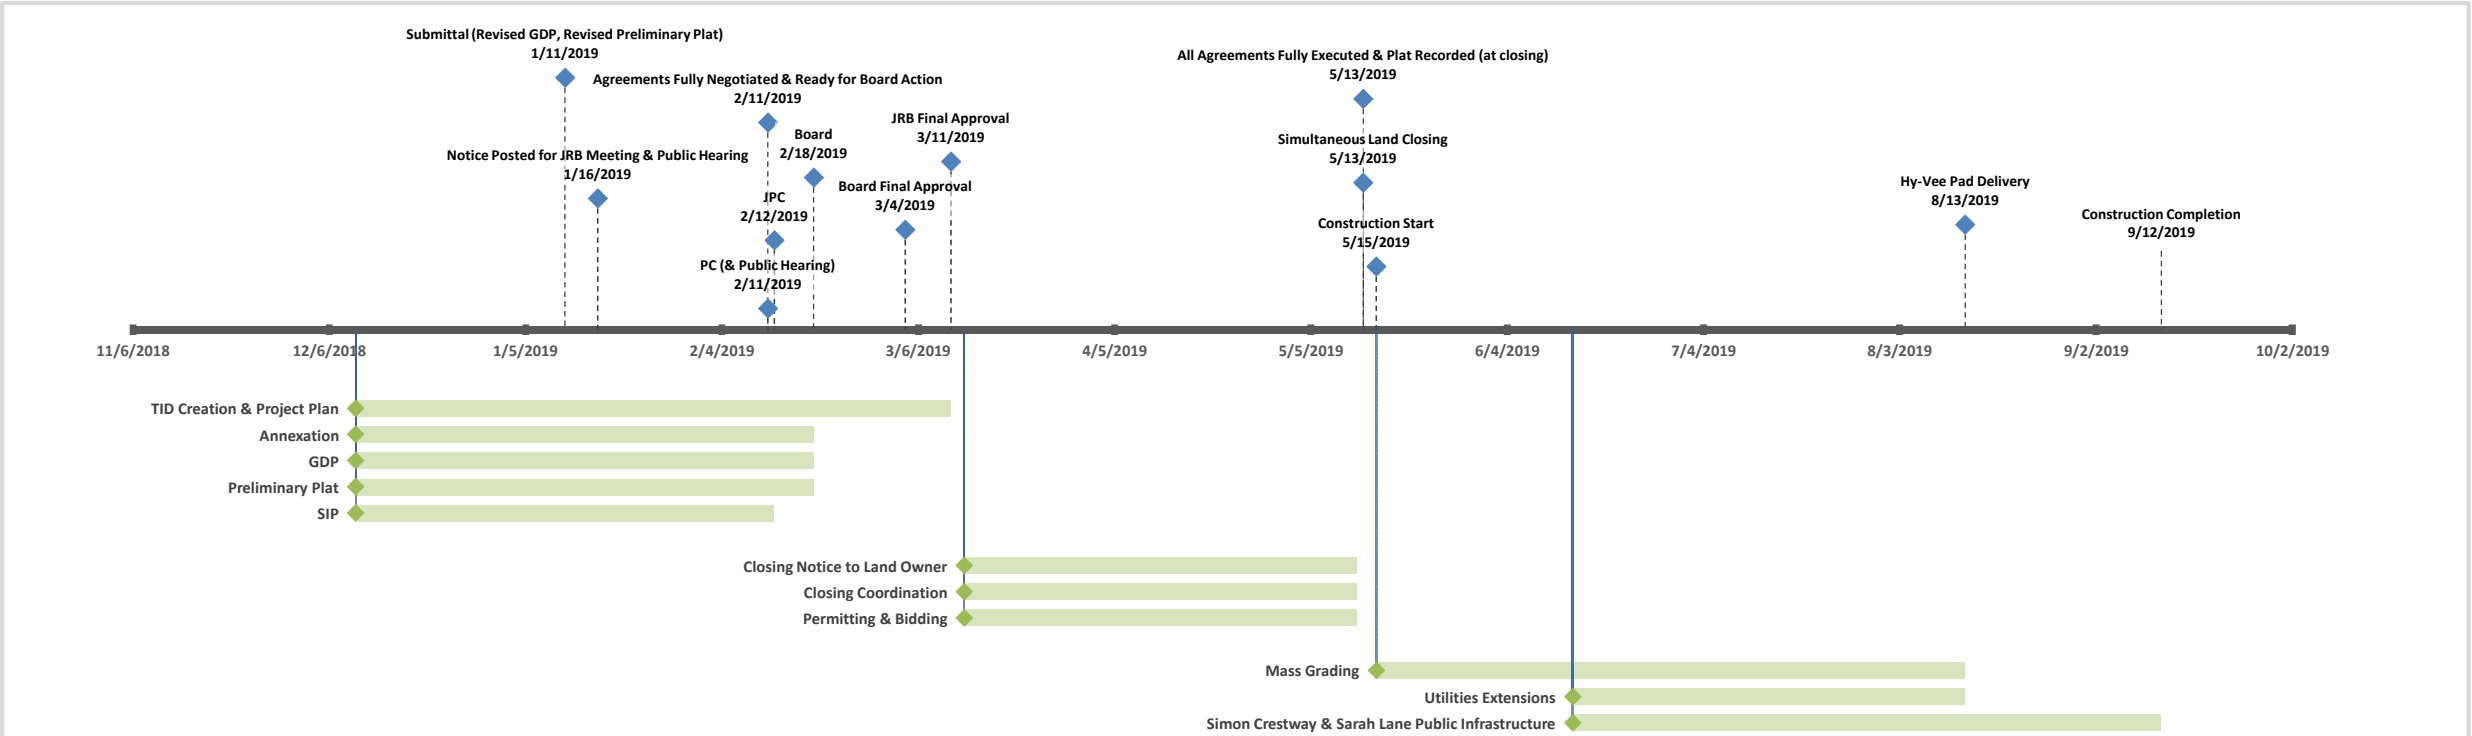 Submittal (Revised GDP, Revised Preliminary Plat)
1/11/2019
Agreements Fully Negotiated & Ready for Board Action
2/11/2019
Notice Posted for JRB Meeting & Public Hearing
1/16/2019
Board
2/18/2019
JPC
2/12/2019
PC (& Public Hearing)
2/11/2019
JRB Final Approval
3/11/2019
Board Final Approval
3/4/2019
All Agreements Fully Executed & Plat Recorded (at closing)
5/13/2019
Simultaneous Land Closing
5/13/2019
Construction Start
5/15/2019
Hy-Vee Pad Delivery
8/13/2019
Construction Completion
9/12/2019
11/6/2018 12/6/2018 1/5/2019 2/4/2019 3/6/2019 4/5/2019 5/5/2019 6/4/2019 7/4/2019 8/3/2019 9/2/2019 10/2/2019
TID Creation & Project Plan
Annexation
GDP
Preliminary Plat
SIP
Closing Notice to Land Owner
Closing Coordination
Permitting & Bidding
Mass Grading
Utilities Extensions
Simon Crestway & Sarah Lane Public Infrastructure